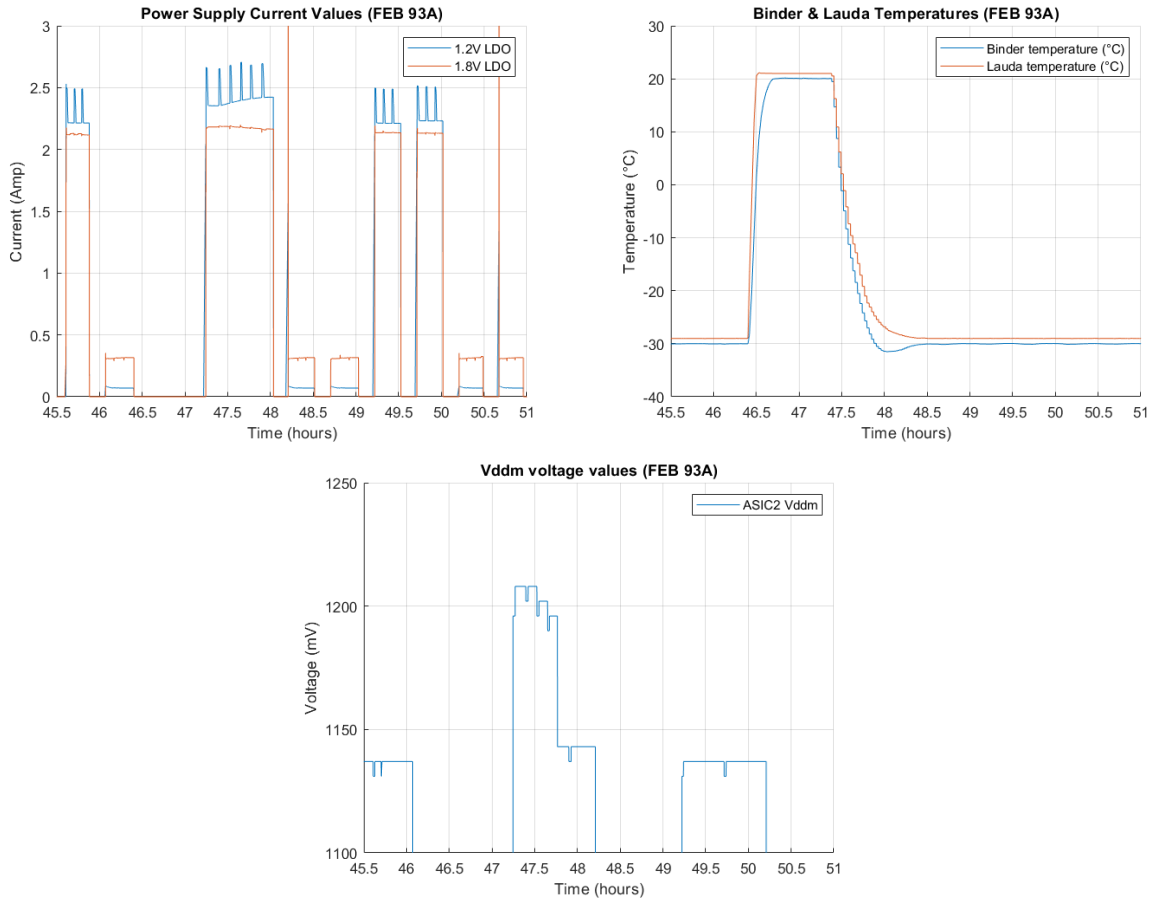 Power Supply Current Values (FEB 93A)
3
2.5
2
1.5
1
0.5
0
Current (Amp)
1.2V LDO
1.8V LDO
45.5 46 46.5 47 47.5 48 48.5 49 49.5 50 50.5 51
Time (hours)
Binder & Lauda Temperatures (FEB 93A)
30
20
10
0
-10
-20
-30
-40
Temperature (°C)
Binder temperature (°C)
Lauda temperature (°C)
45.5 46 46.5 47 47.5 48 48.5 49 49.5 50 50.5 51
Time (hours)
Vddm voltage values (FEB 93A)
1250
1200
1150
1100
Voltage (mV)
ASIC2 Vddm
45.5 46 46.5 47 47.5 48 48.5 49 49.5 50 50.5 51
Time (hours)